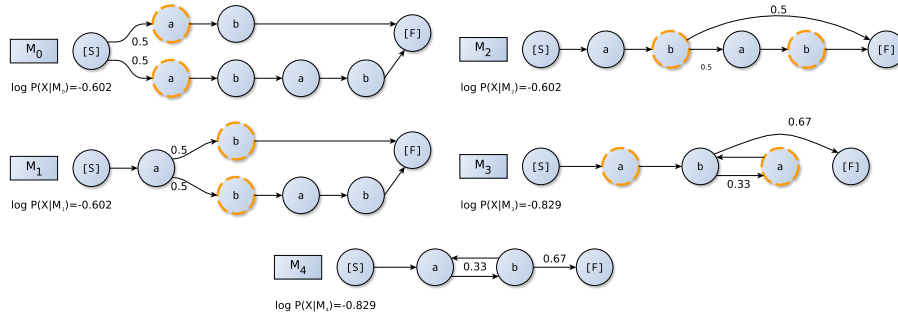 M0
[S]
0.5
0.5
a
b
[F]
a
b
a
b
log P(X|M0)=-0.602
M2
[S]
a
b
a
b
[F]
0.5
0.5
log P(X|M2)=-0.602
M1
[S]
a
0.5
0.5
b
[F]
b
a
b
log P(X|M1)=-0.602
M3
[S]
a
b
a
[F]
0.67
0.33
log P(X|M3)=-0.829
M4
[S]
a
0.33
b
0.67
[F]
log P(X|M4)=-0.829